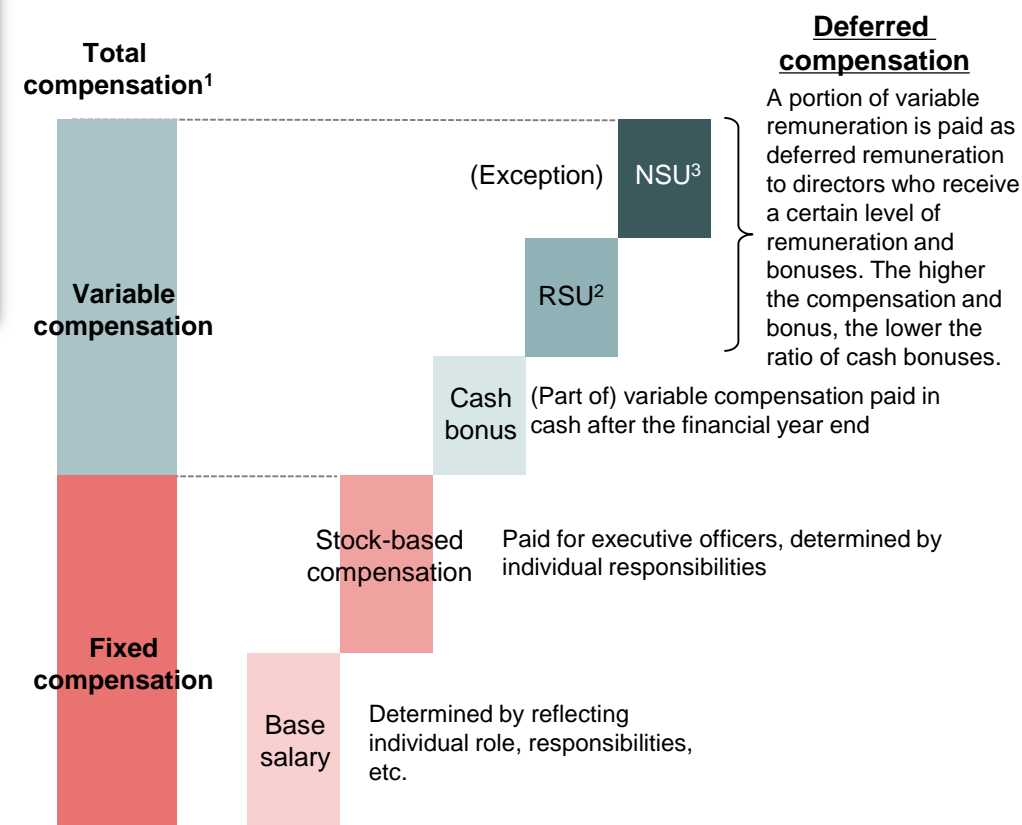 Total
compensation¹
Deferred
compensation
A portion of variable
remuneration is paid as
deferred remuneration
to directors who receive
a certain level of
remuneration and
bonuses. The higher
the compensation and
bonus, the lower the
ratio of cash bonuses.
(Exception)
NSU³
RSU²
Variable
compensation
Cash
bonus
(Part of) variable compensation paid in
cash after the financial year end
Stock-based
compensation
Paid for executive officers, determined by
individual responsibilities
Fixed
compensation
Base
salary
Determined by reflecting
individual role, responsibilities,
etc.